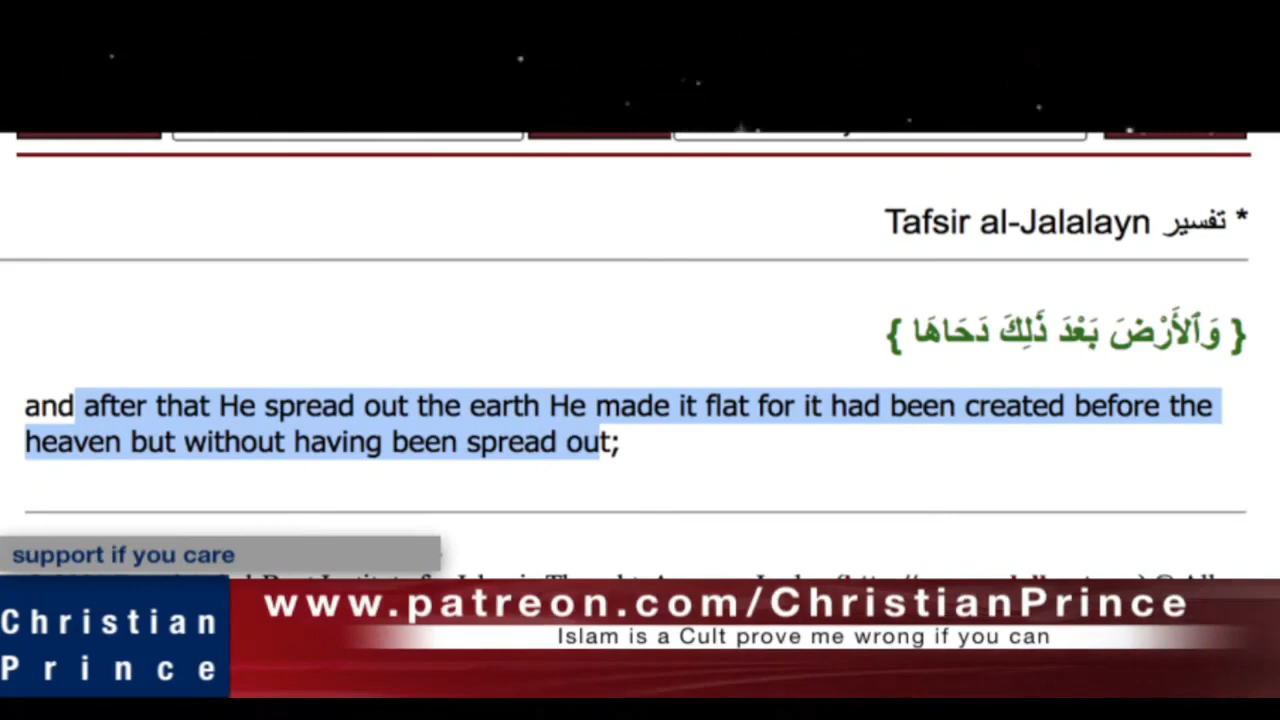 Tafsir al-Jalalayn تفسير *
{ وَٱلأَرْضَ بَعْدَ ذَلِكَ دَحَاهَا }
and after that He spread out the earth He made it flat for it had been created before the
heaven but without having been spread out;
support if you care
Christian
Prince
www.patreon.com/ChristianPrince
Islam is a Cult prove me wrong if you can